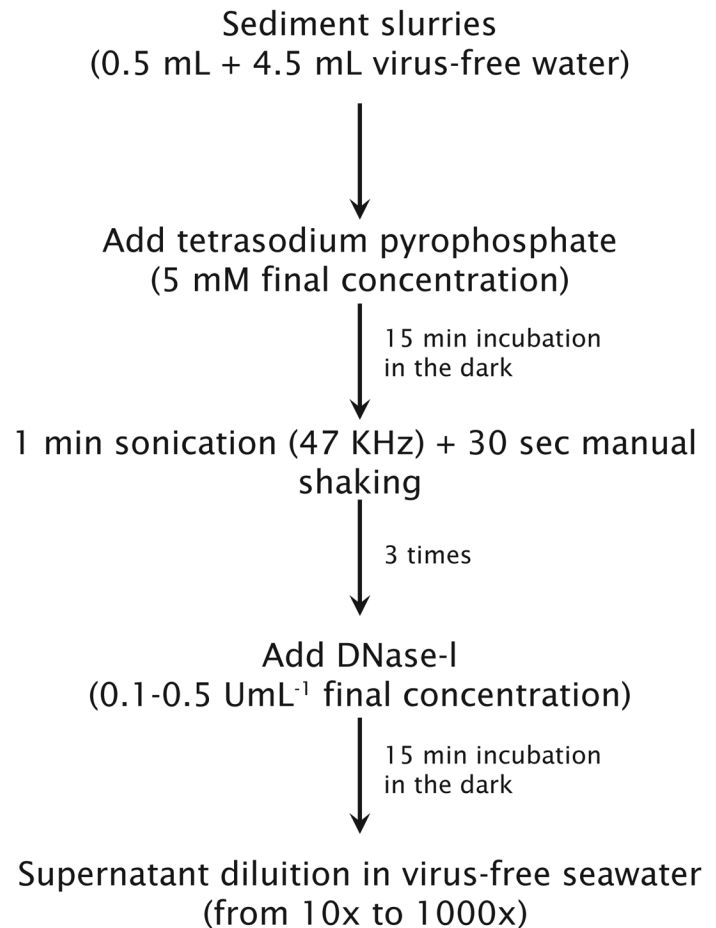 Sediment slurries
(0.5 mL + 4.5 mL virus-free water)
Add tetrasodium pyrophosphate
(5 mM final concentration)
15 min incubation
in the dark
1 min sonication (47 KHz) + 30 sec manual
shaking
3 times
Add DNase-l
(0.1-0.5 UmL⁻¹ final concentration)
15 min incubation
in the dark
Supernatant diluition in virus-free seawater
(from 10x to 1000x)